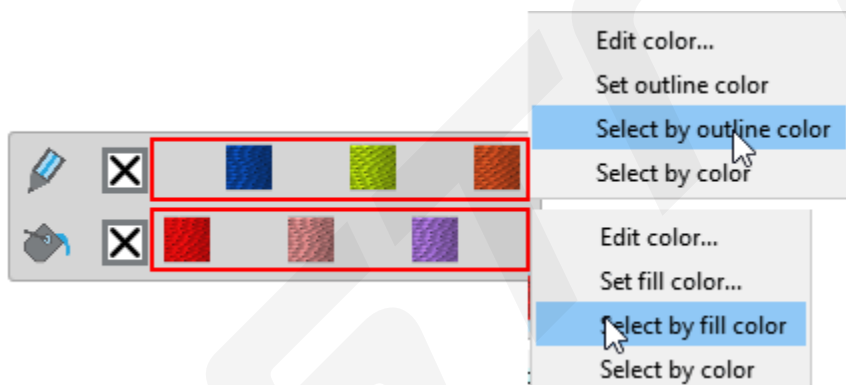 Edit color...
Set outline color
Select by outline color
Select by color
Edit color...
Set fill color...
Select by fill color
Select by color